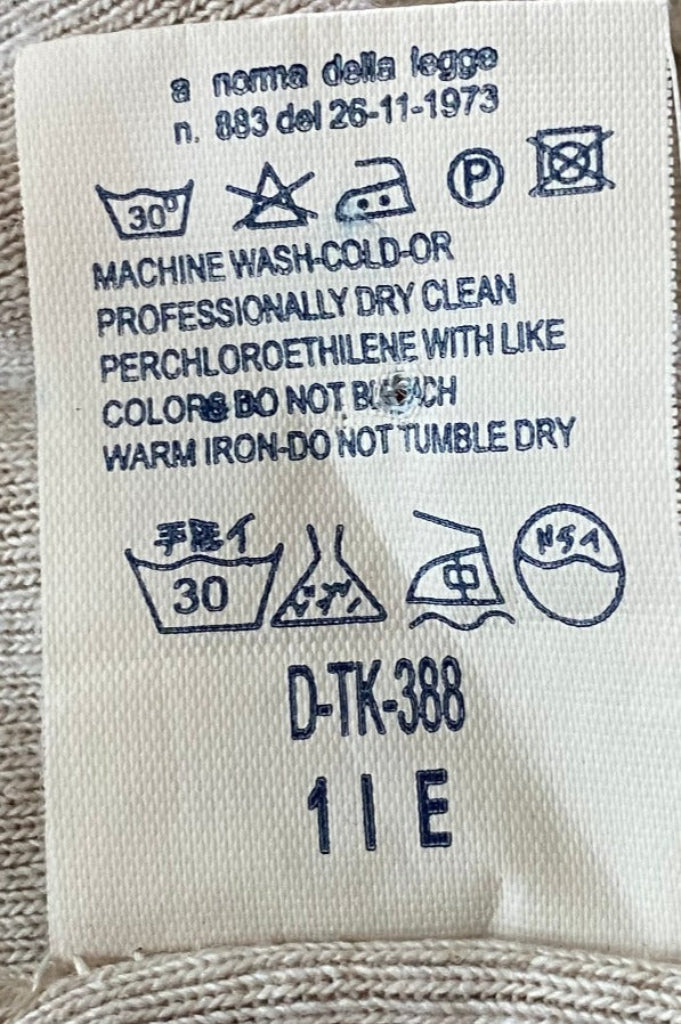 a norma della legge
n. 883 del 26-11-1973
30° P
MACHINE WASH-COLD-OR
PROFESSIONALLY DRY CLEAN
PERCHLOROETHILENE WITH LIKE
COLORS DO NOT BLEACH
WARM IRON-DO NOT TUMBLE DRY
30
D-TK-388
1 I E